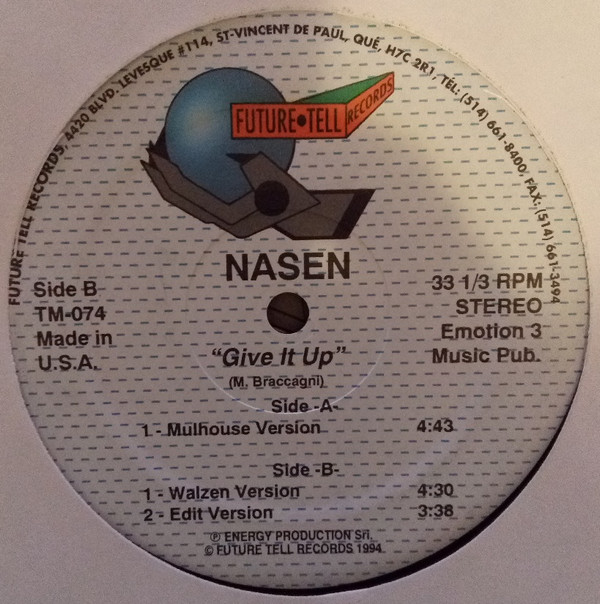 FUTURE TELL RECORDS, 4420 BLVD. LEVESQUE #114, ST-VINCENT DE PAUL, QUÉ, H7C 2R1, TÉL: (514) 661-8400, FAX: (514) 661-3494
FUTURE•TELL RECORDS
NASEN
Side B
TM-074
Made in
U.S.A.
33 1/3 RPM
STEREO
Emotion 3
Music Pub.
"Give It Up"
(M. Braccagni)
Side -A-
1 - Mulhouse Version 4:43
Side -B-
1 - Walzen Version 4:30
2 - Edit Version 3:38
℗ ENERGY PRODUCTION Srl.
© FUTURE TELL RECORDS 1994